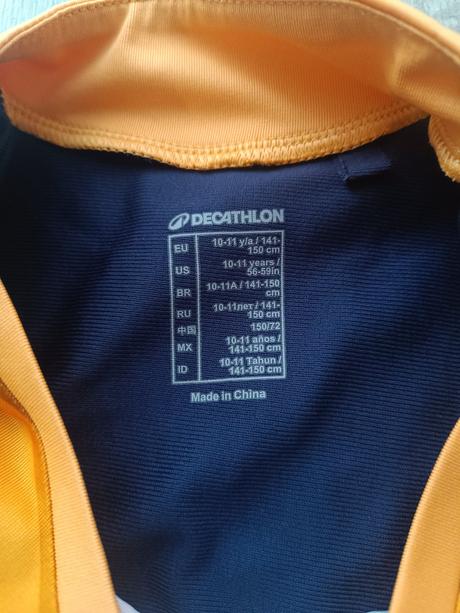 DECATHLON
EU 10-11 y/a / 141-
150 cm
US 10-11 years /
56-59in
BR 10-11A / 141-150
cm
RU 10-11лет / 141-
150 cm
中国 150/72
MX 10-11 años /
141-150 cm
ID 10-11 Tahun /
141-150 cm
Made in China